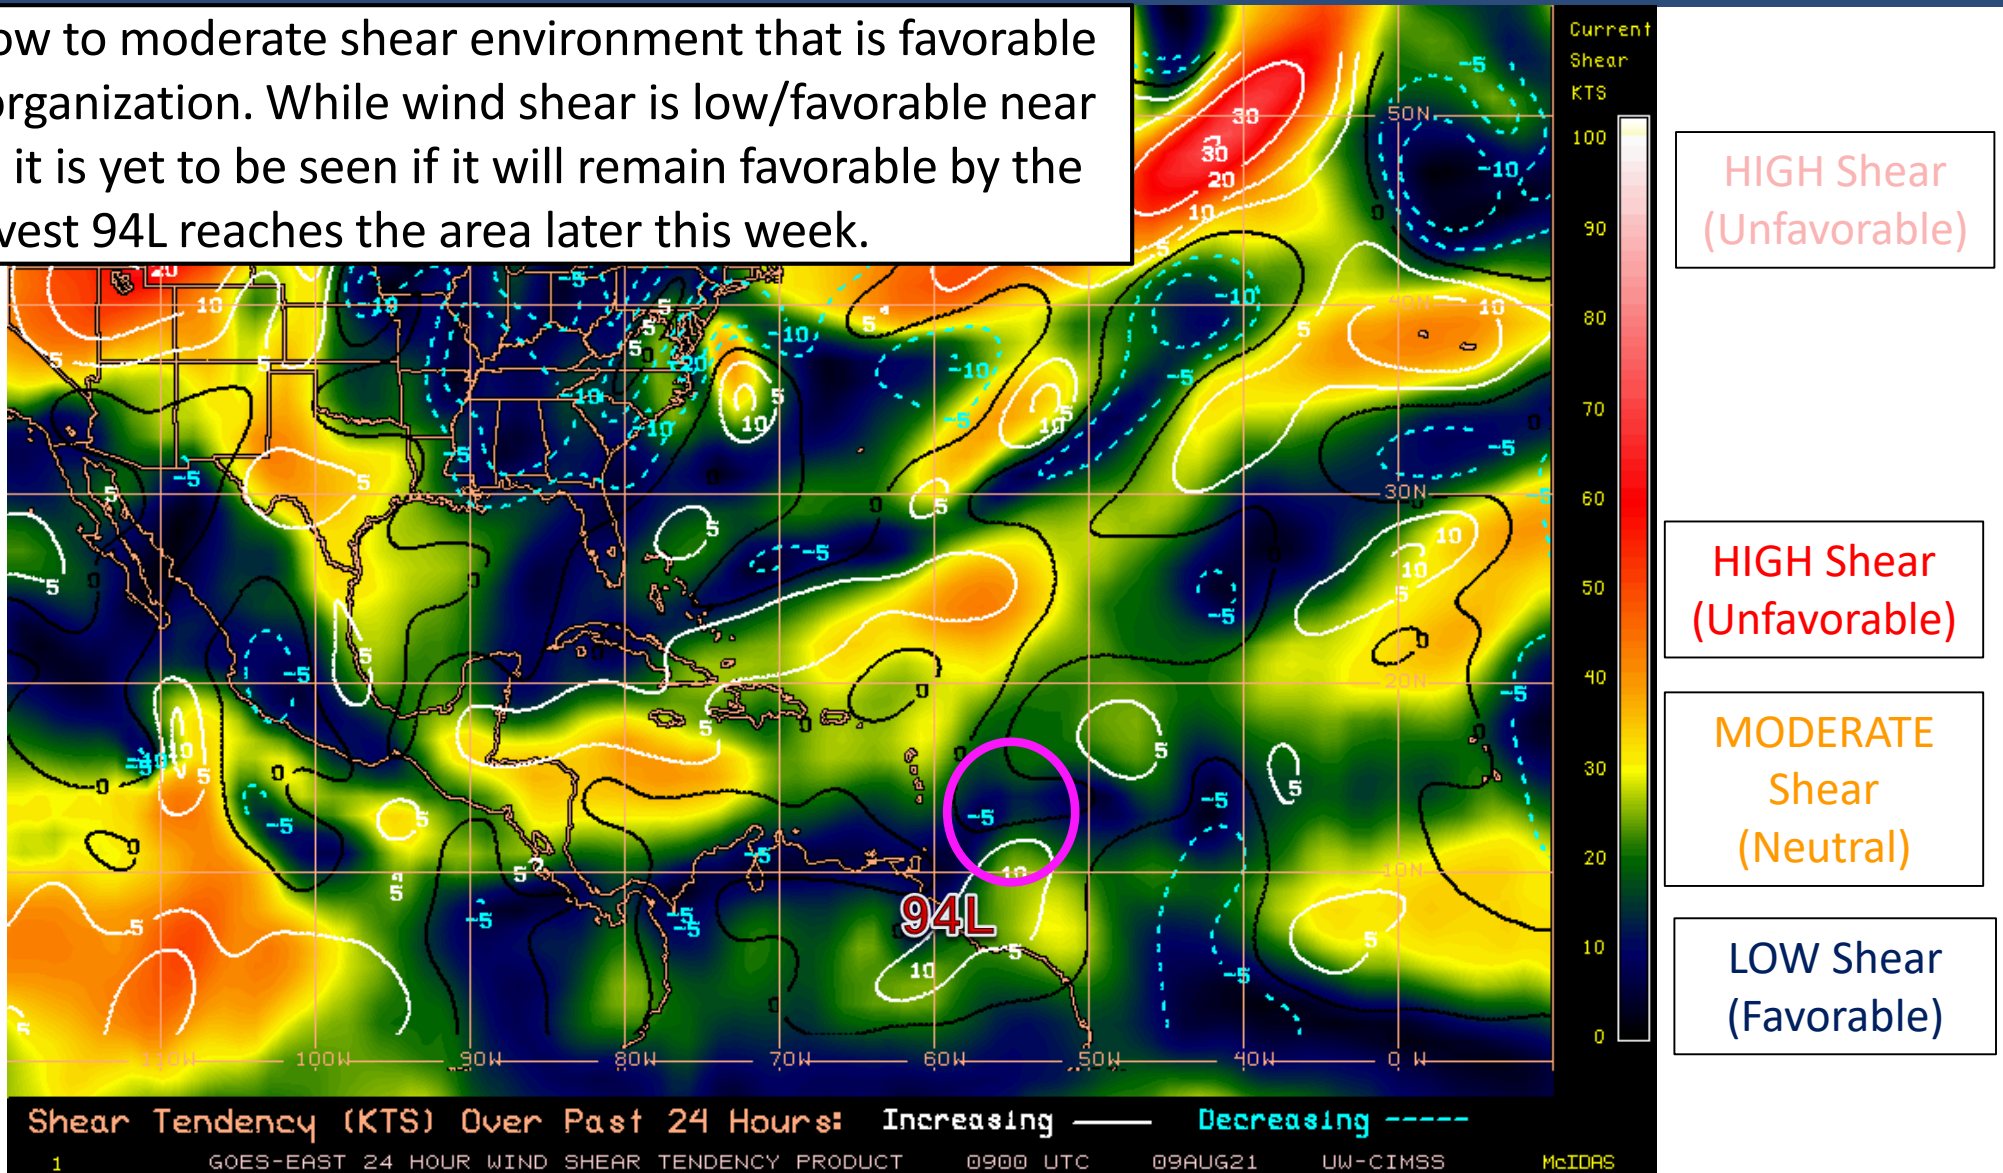 ow to moderate shear environment that is favorable
organization. While wind shear is low/favorable near
it is yet to be seen if it will remain favorable by the
vest 94L reaches the area later this week.
Current
Shear
KTS
100
90
80
70
60
50
40
30
20
10
0
HIGH Shear
(Unfavorable)
HIGH Shear
(Unfavorable)
MODERATE
Shear
(Neutral)
LOW Shear
(Favorable)
50N
40N
30N
20N
10N
94L
110W 100W 90W 80W 70W 60W 50W 40W 0 W
Shear Tendency (KTS) Over Past 24 Hours: Increasing Decreasing
1 GOES-EAST 24 HOUR WIND SHEAR TENDENCY PRODUCT 0900 UTC 09AUG21 UW-CIMSS McIDAS